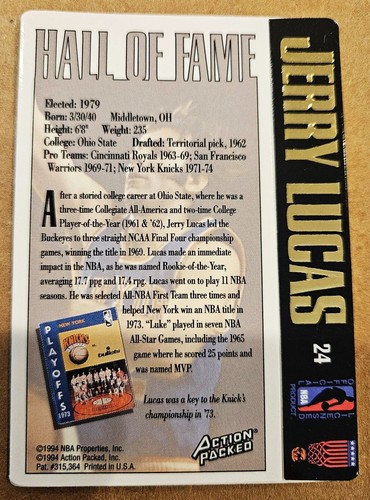 HALL OF FAME
Elected: 1979
Born: 3/30/40 Middletown, OH
Height: 6'8" Weight: 235
College: Ohio State Drafted: Territorial pick, 1962
Pro Teams: Cincinnati Royals 1963-69; San Francisco
Warriors 1969-71; New York Knicks 1971-74
After a storied college career at Ohio State, where he was a
three-time Collegiate All-America and two-time College
Player-of-the-Year (1961 & '62), Jerry Lucas led the
Buckeyes to three straight NCAA Final Four championship
games, winning the title in 1969. Lucas made an immediate
impact in the NBA, as he was named Rookie-of-the-Year,
averaging 17.7 ppg and 17.4 rpg. Lucas went on to play 11 NBA
seasons. He was selected All-NBA First Team three times and
helped New York win an NBA title in
1973. "Luke" played in seven NBA
All-Star Games, including the 1965
game where he scored 25 points and
was named MVP.
Lucas was a key to the Knick's
championship in '73.
NEW YORK
KNICKS
bullets
PLAYOFFS
1973
©1994 NBA Properties, Inc.
©1994 Action Packed, Inc.
Pat. #315,364 Printed in U.S.A.
ACTION
PACKED
JERRY LUCAS
24
OFFICIAL
LICENSED
PRODUCT
NBA